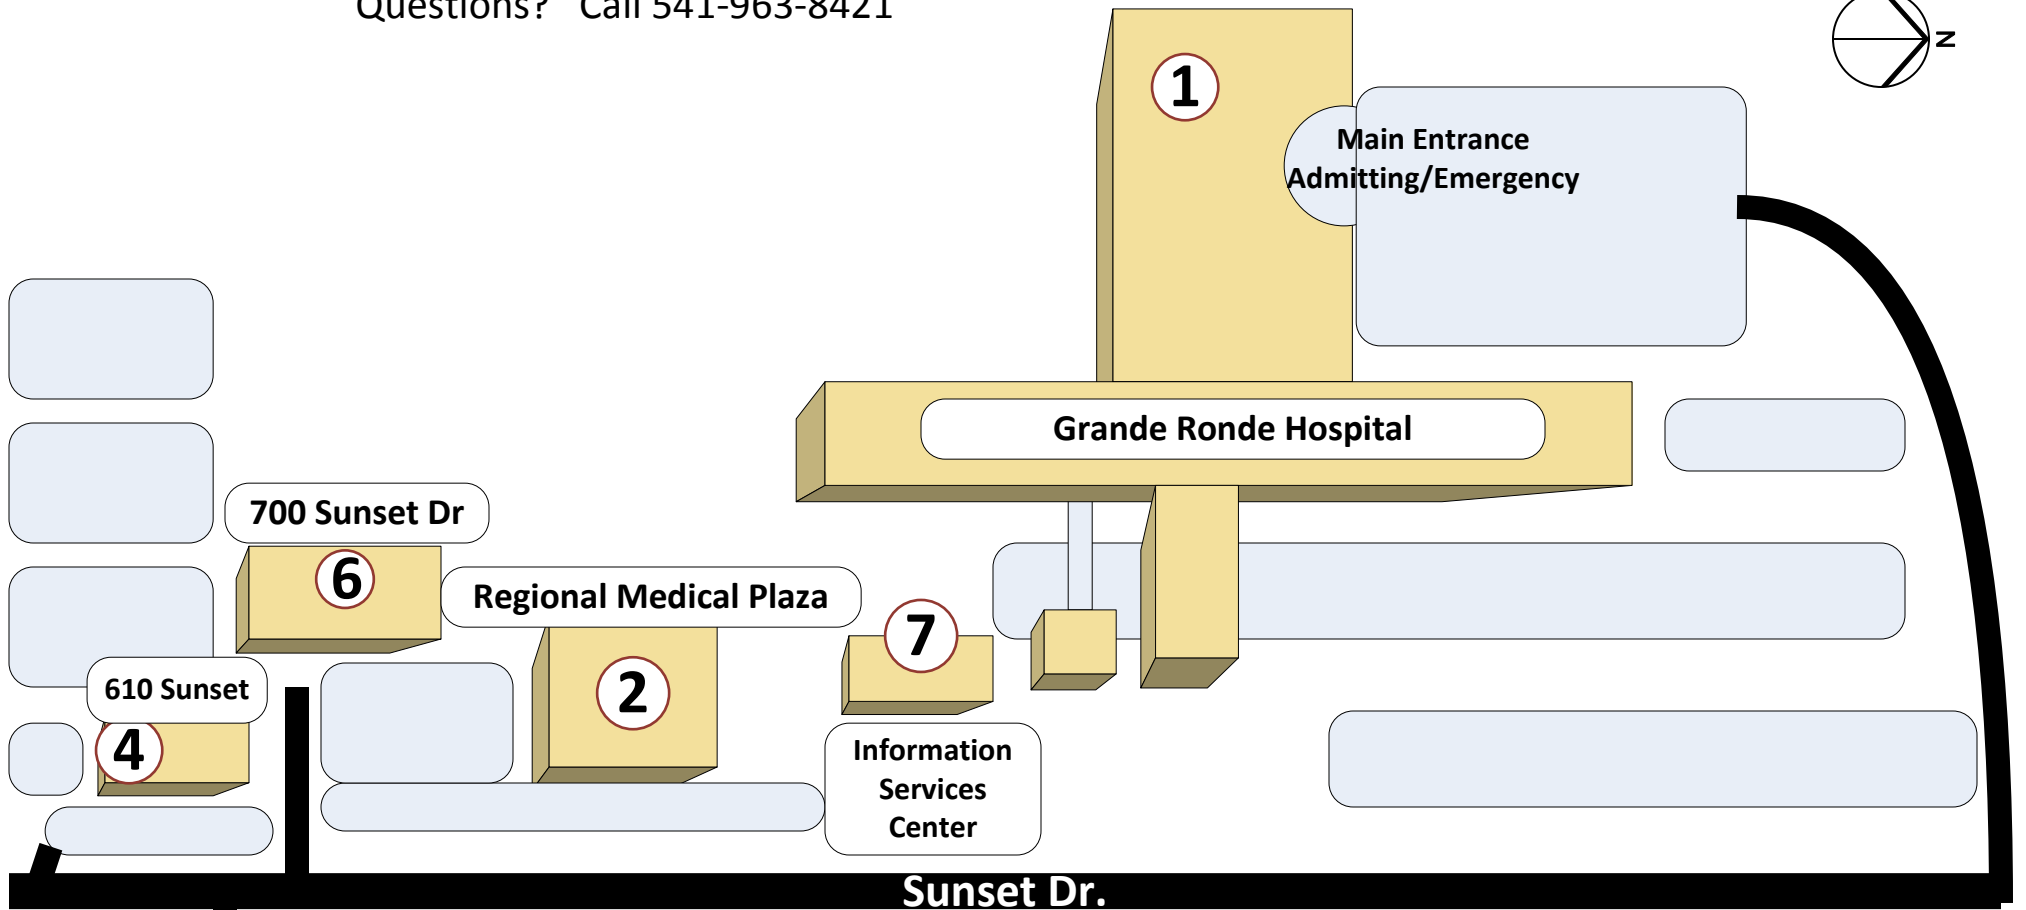 Questions?   Call 541-963-8421
N
1
Main Entrance
Admitting/Emergency
Grande Ronde Hospital
700 Sunset Dr
6
Regional Medical Plaza
7
2
610 Sunset
4
Information
Services
Center
Sunset Dr.